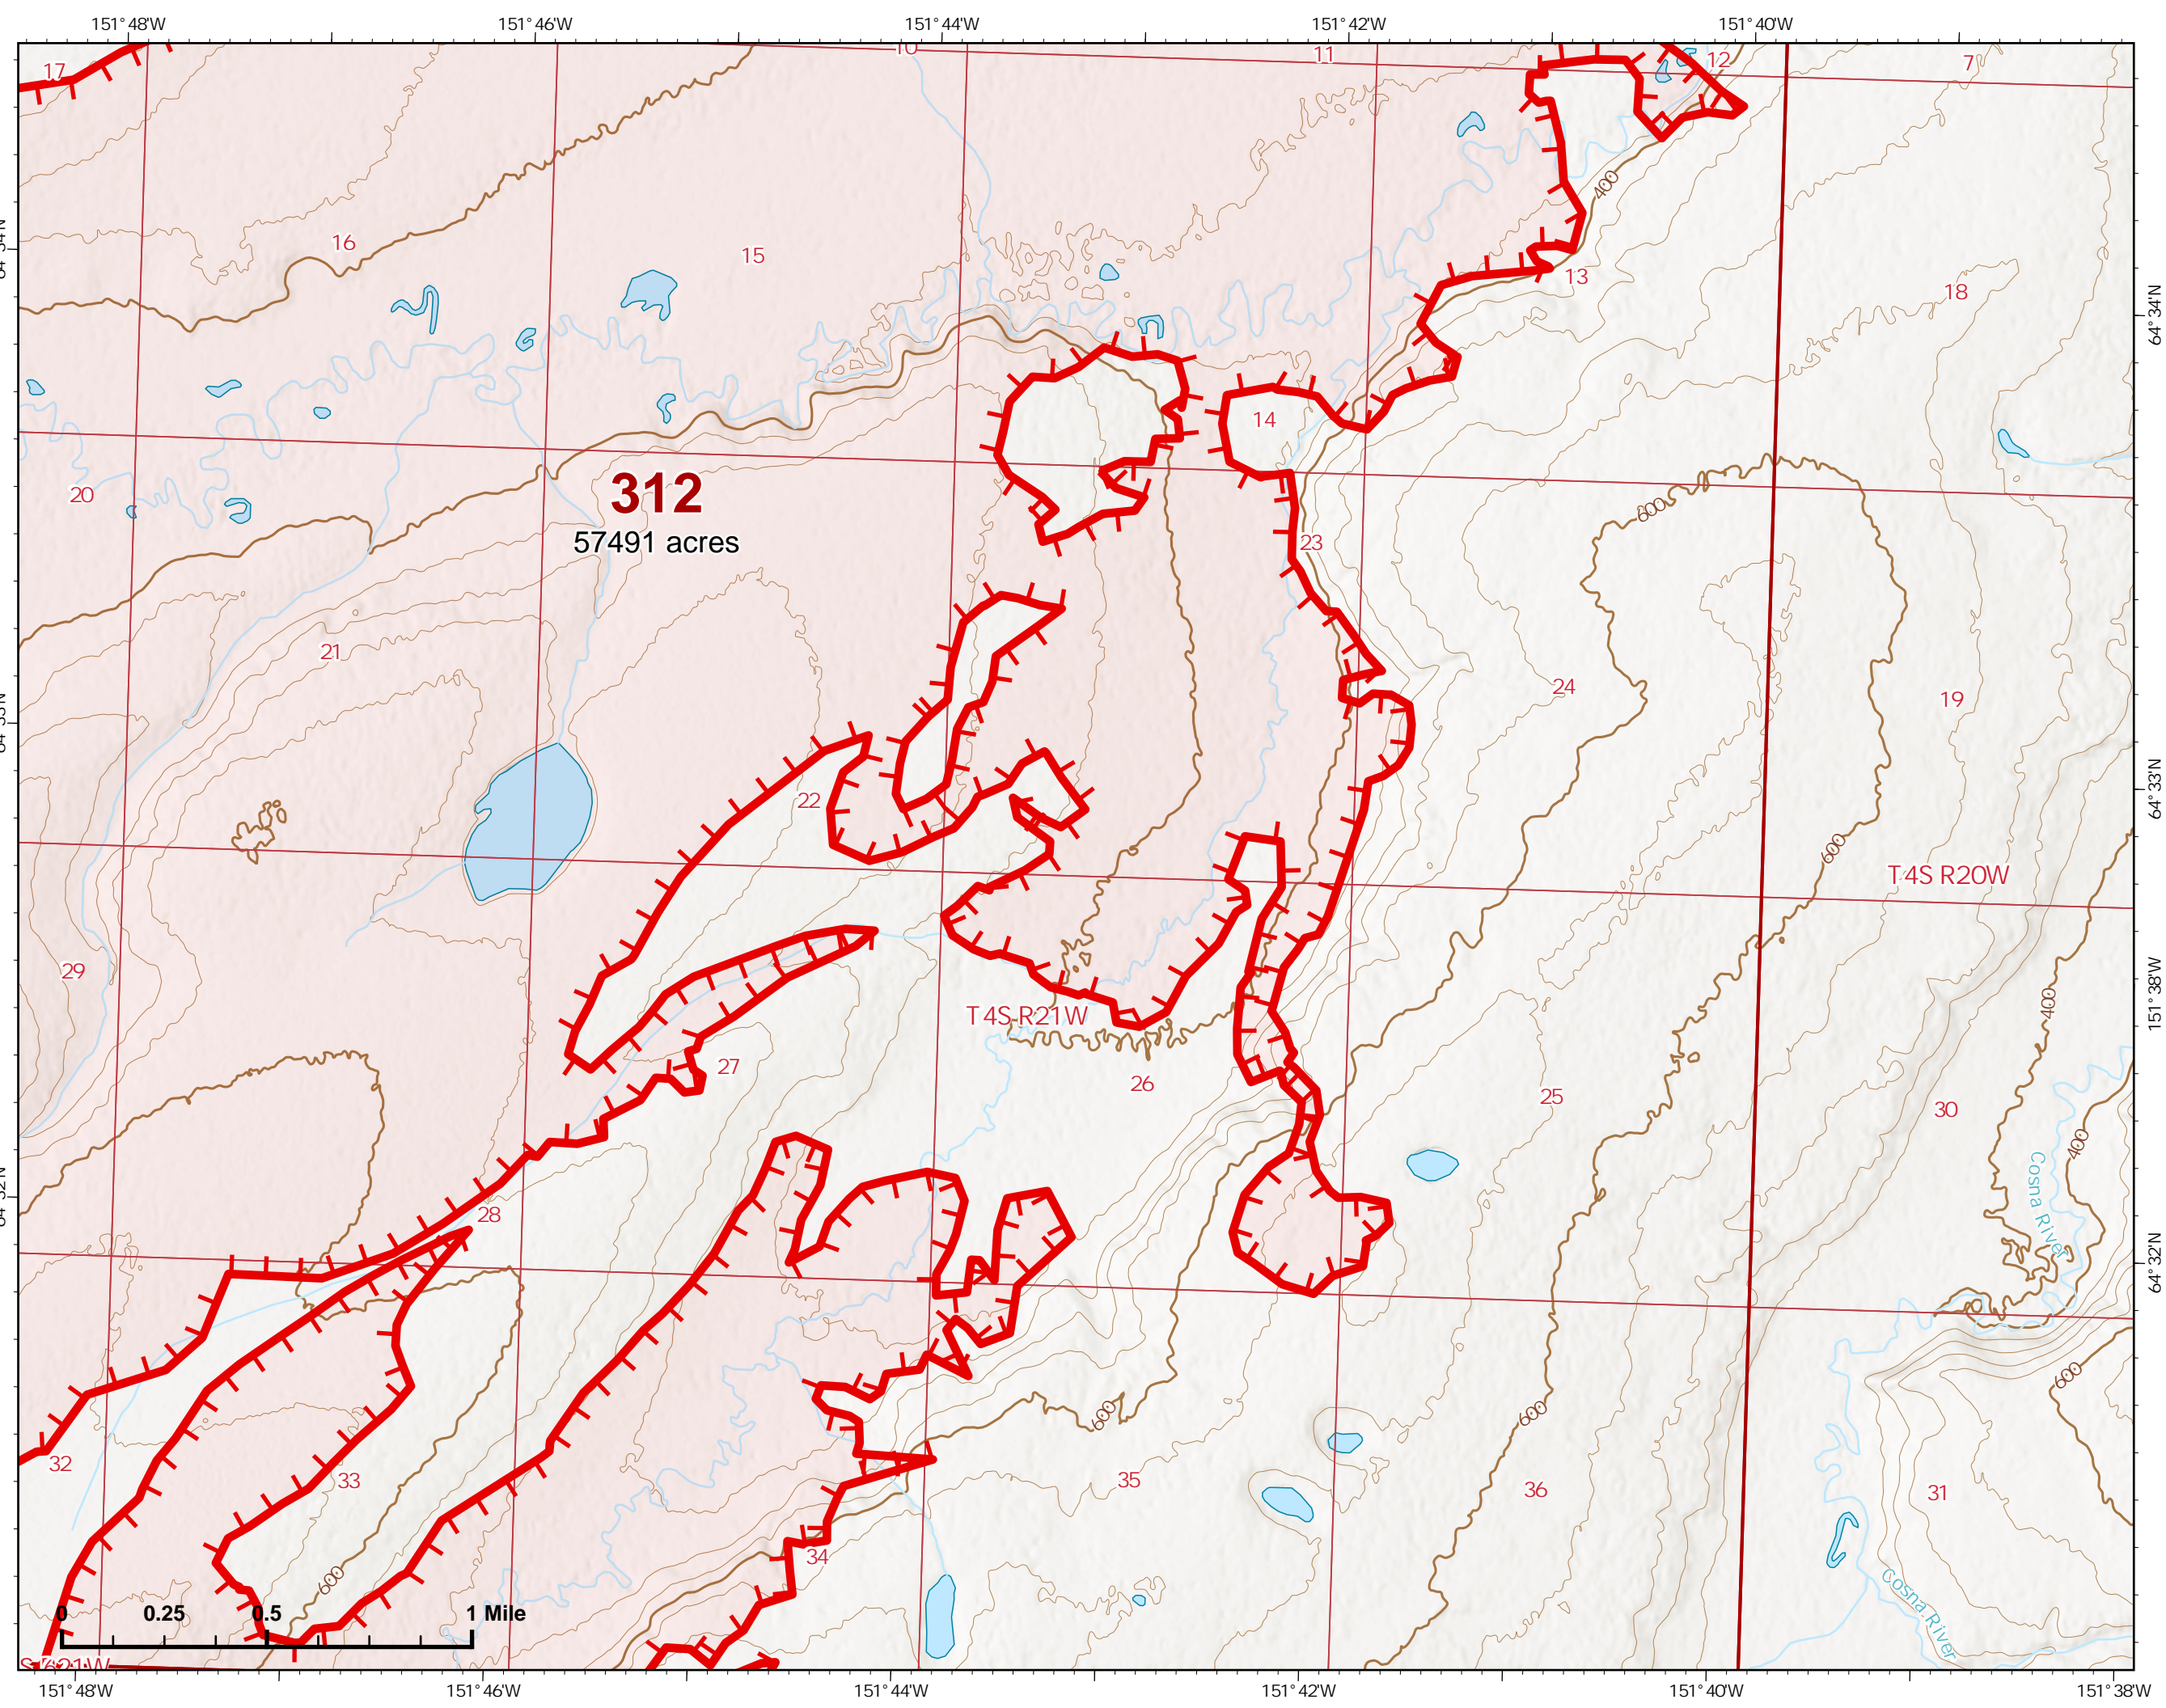 151°48'W 151°46'W 151°44'W 151°42'W 151°40'W
17 10 11 12 7
400
16 15 13 18
64°34'N
14
312
57491 acres
20 600 23
21 24 19
22 64°33'N
600
T4S R20W
29 151°38'W
T4S R21W 400
27 26 25 30
400
Cosna River
28
64°32'N
600 600 600
32 33 35 36 31
34
600
Cosna River
0 0.25 0.5 1 Mile
151°48'W 151°46'W 151°44'W 151°42'W 151°40'W 151°38'W